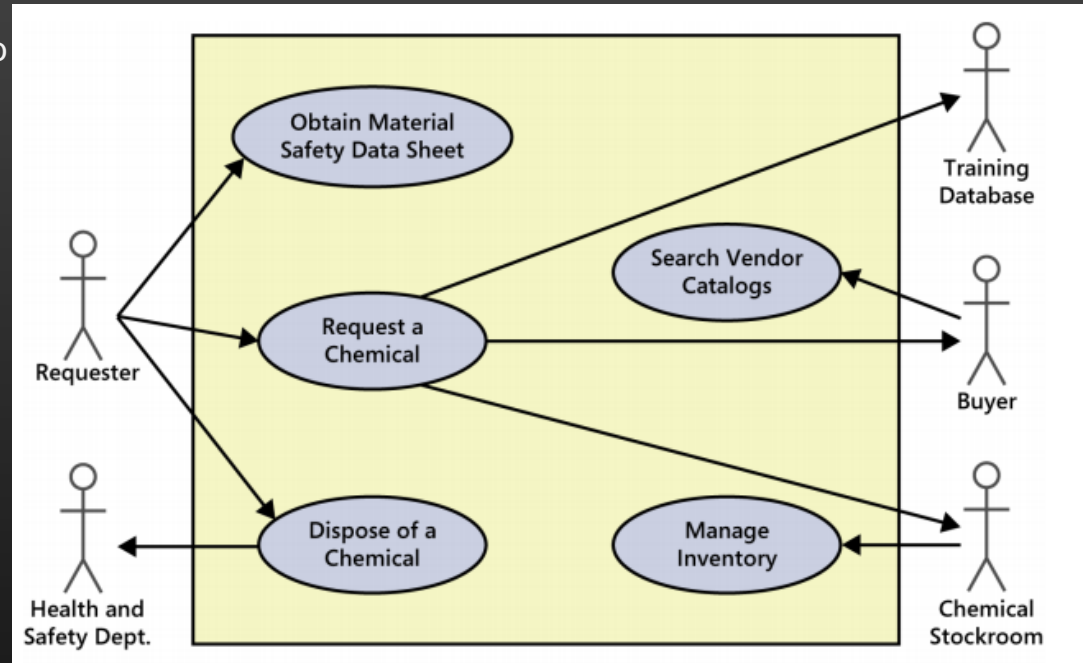 Obtain Material
Safety Data Sheet
Training
Database
Search Vendor
Catalogs
Request a
Chemical
Requester
Buyer
Dispose of a
Chemical
Manage
Inventory
Health and
Safety Dept.
Chemical
Stockroom